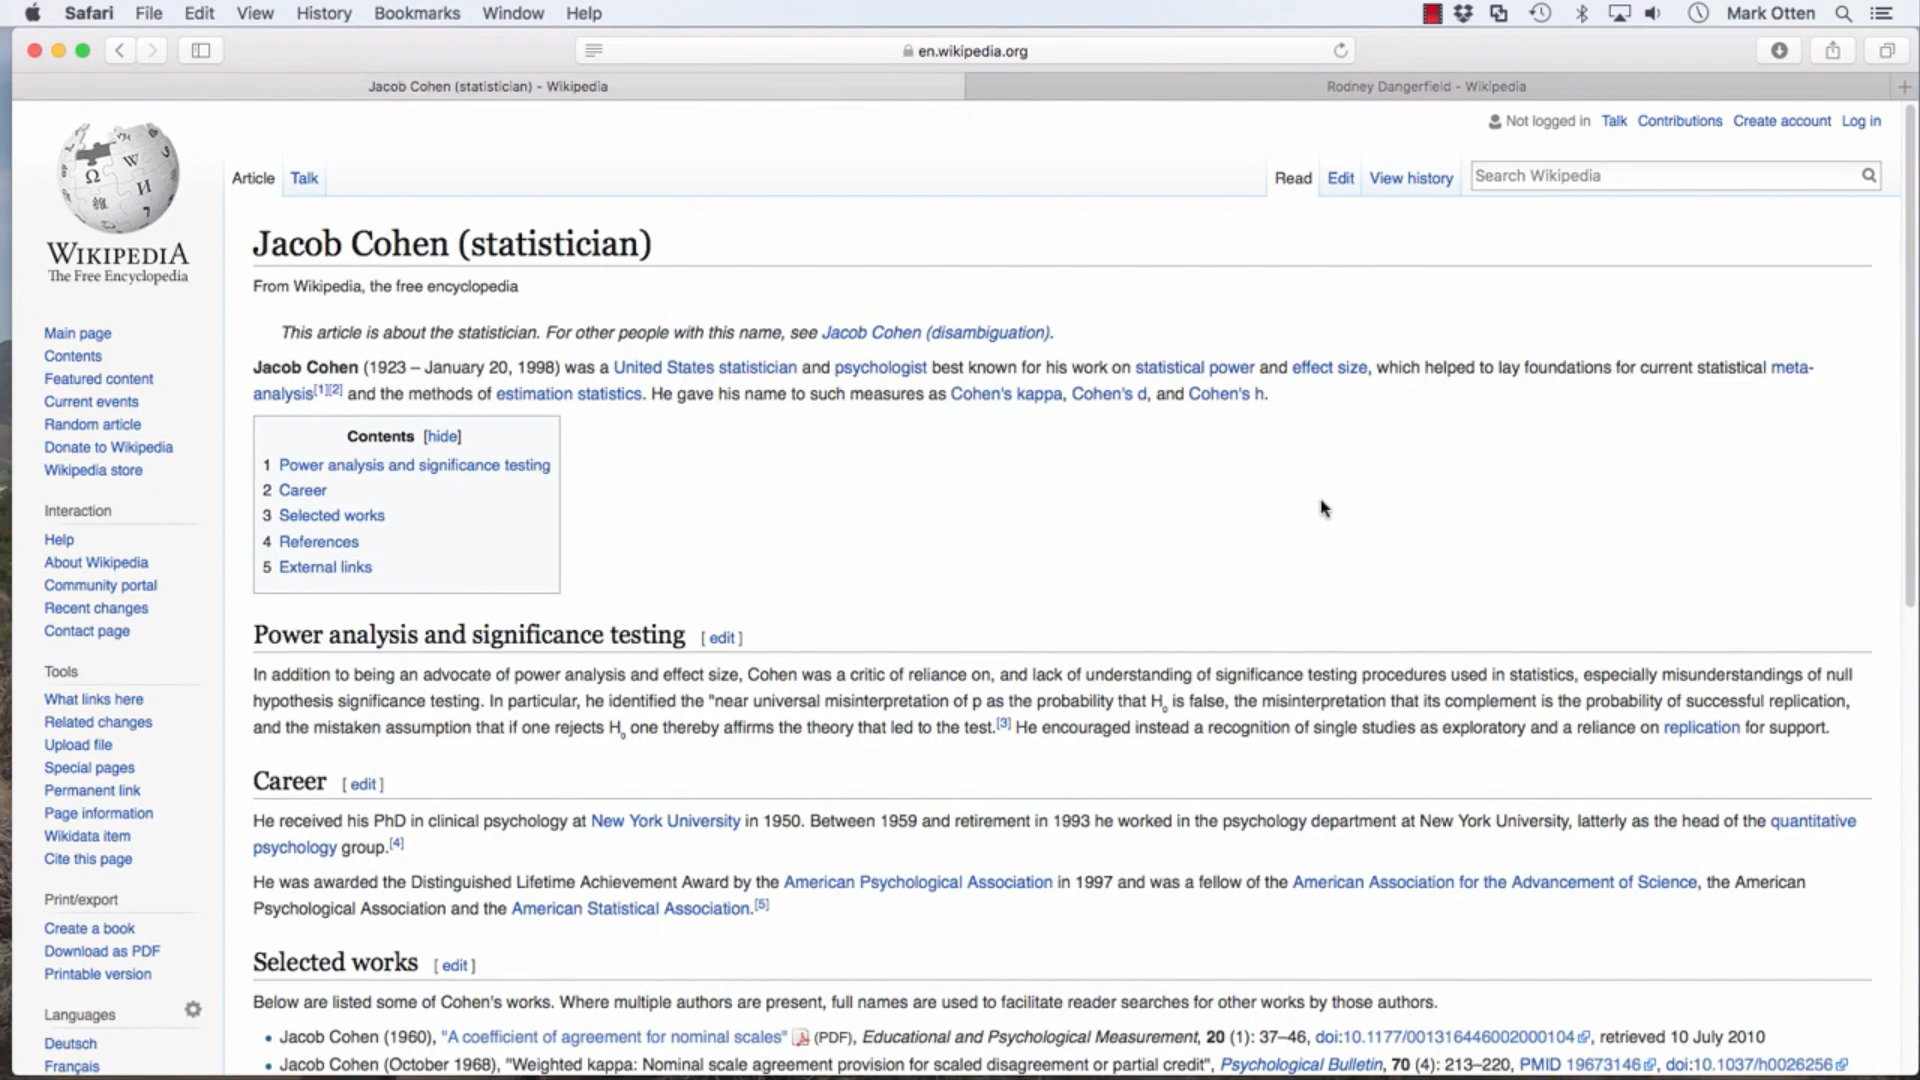 Safari File Edit View History Bookmarks Window Help Mark Otten
en.wikipedia.org
Jacob Cohen (statistician) - Wikipedia
Rodney Dangerfield - Wikipedia
Not logged in Talk Contributions Create account Log in
Article Talk Read Edit View history Search Wikipedia
WIKIPEDIA
The Free Encyclopedia
Main page
Contents
Featured content
Current events
Random article
Donate to Wikipedia
Wikipedia store
Interaction
Help
About Wikipedia
Community portal
Recent changes
Contact page
Tools
What links here
Related changes
Upload file
Special pages
Permanent link
Page information
Wikidata item
Cite this page
Print/export
Create a book
Download as PDF
Printable version
Languages
Deutsch
Français
Jacob Cohen (statistician)
From Wikipedia, the free encyclopedia
This article is about the statistician. For other people with this name, see Jacob Cohen (disambiguation).
Jacob Cohen (1923 – January 20, 1998) was a United States statistician and psychologist best known for his work on statistical power and effect size, which helped to lay foundations for current statistical meta-
analysis[1][2] and the methods of estimation statistics. He gave his name to such measures as Cohen's kappa, Cohen's d, and Cohen's h.
Contents [hide]
1 Power analysis and significance testing
2 Career
3 Selected works
4 References
5 External links
Power analysis and significance testing [ edit ]
In addition to being an advocate of power analysis and effect size, Cohen was a critic of reliance on, and lack of understanding of significance testing procedures used in statistics, especially misunderstandings of null
hypothesis significance testing. In particular, he identified the "near universal misinterpretation of p as the probability that H0 is false, the misinterpretation that its complement is the probability of successful replication,
and the mistaken assumption that if one rejects H0 one thereby affirms the theory that led to the test.[3] He encouraged instead a recognition of single studies as exploratory and a reliance on replication for support.
Career [ edit ]
He received his PhD in clinical psychology at New York University in 1950. Between 1959 and retirement in 1993 he worked in the psychology department at New York University, latterly as the head of the quantitative
psychology group.[4]
He was awarded the Distinguished Lifetime Achievement Award by the American Psychological Association in 1997 and was a fellow of the American Association for the Advancement of Science, the American
Psychological Association and the American Statistical Association.[5]
Selected works [ edit ]
Below are listed some of Cohen's works. Where multiple authors are present, full names are used to facilitate reader searches for other works by those authors.
• Jacob Cohen (1960), "A coefficient of agreement for nominal scales" (PDF), Educational and Psychological Measurement, 20 (1): 37–46, doi:10.1177/001316446002000104, retrieved 10 July 2010
• Jacob Cohen (October 1968), "Weighted kappa: Nominal scale agreement provision for scaled disagreement or partial credit", Psychological Bulletin, 70 (4): 213–220, PMID 19673146, doi:10.1037/h0026256